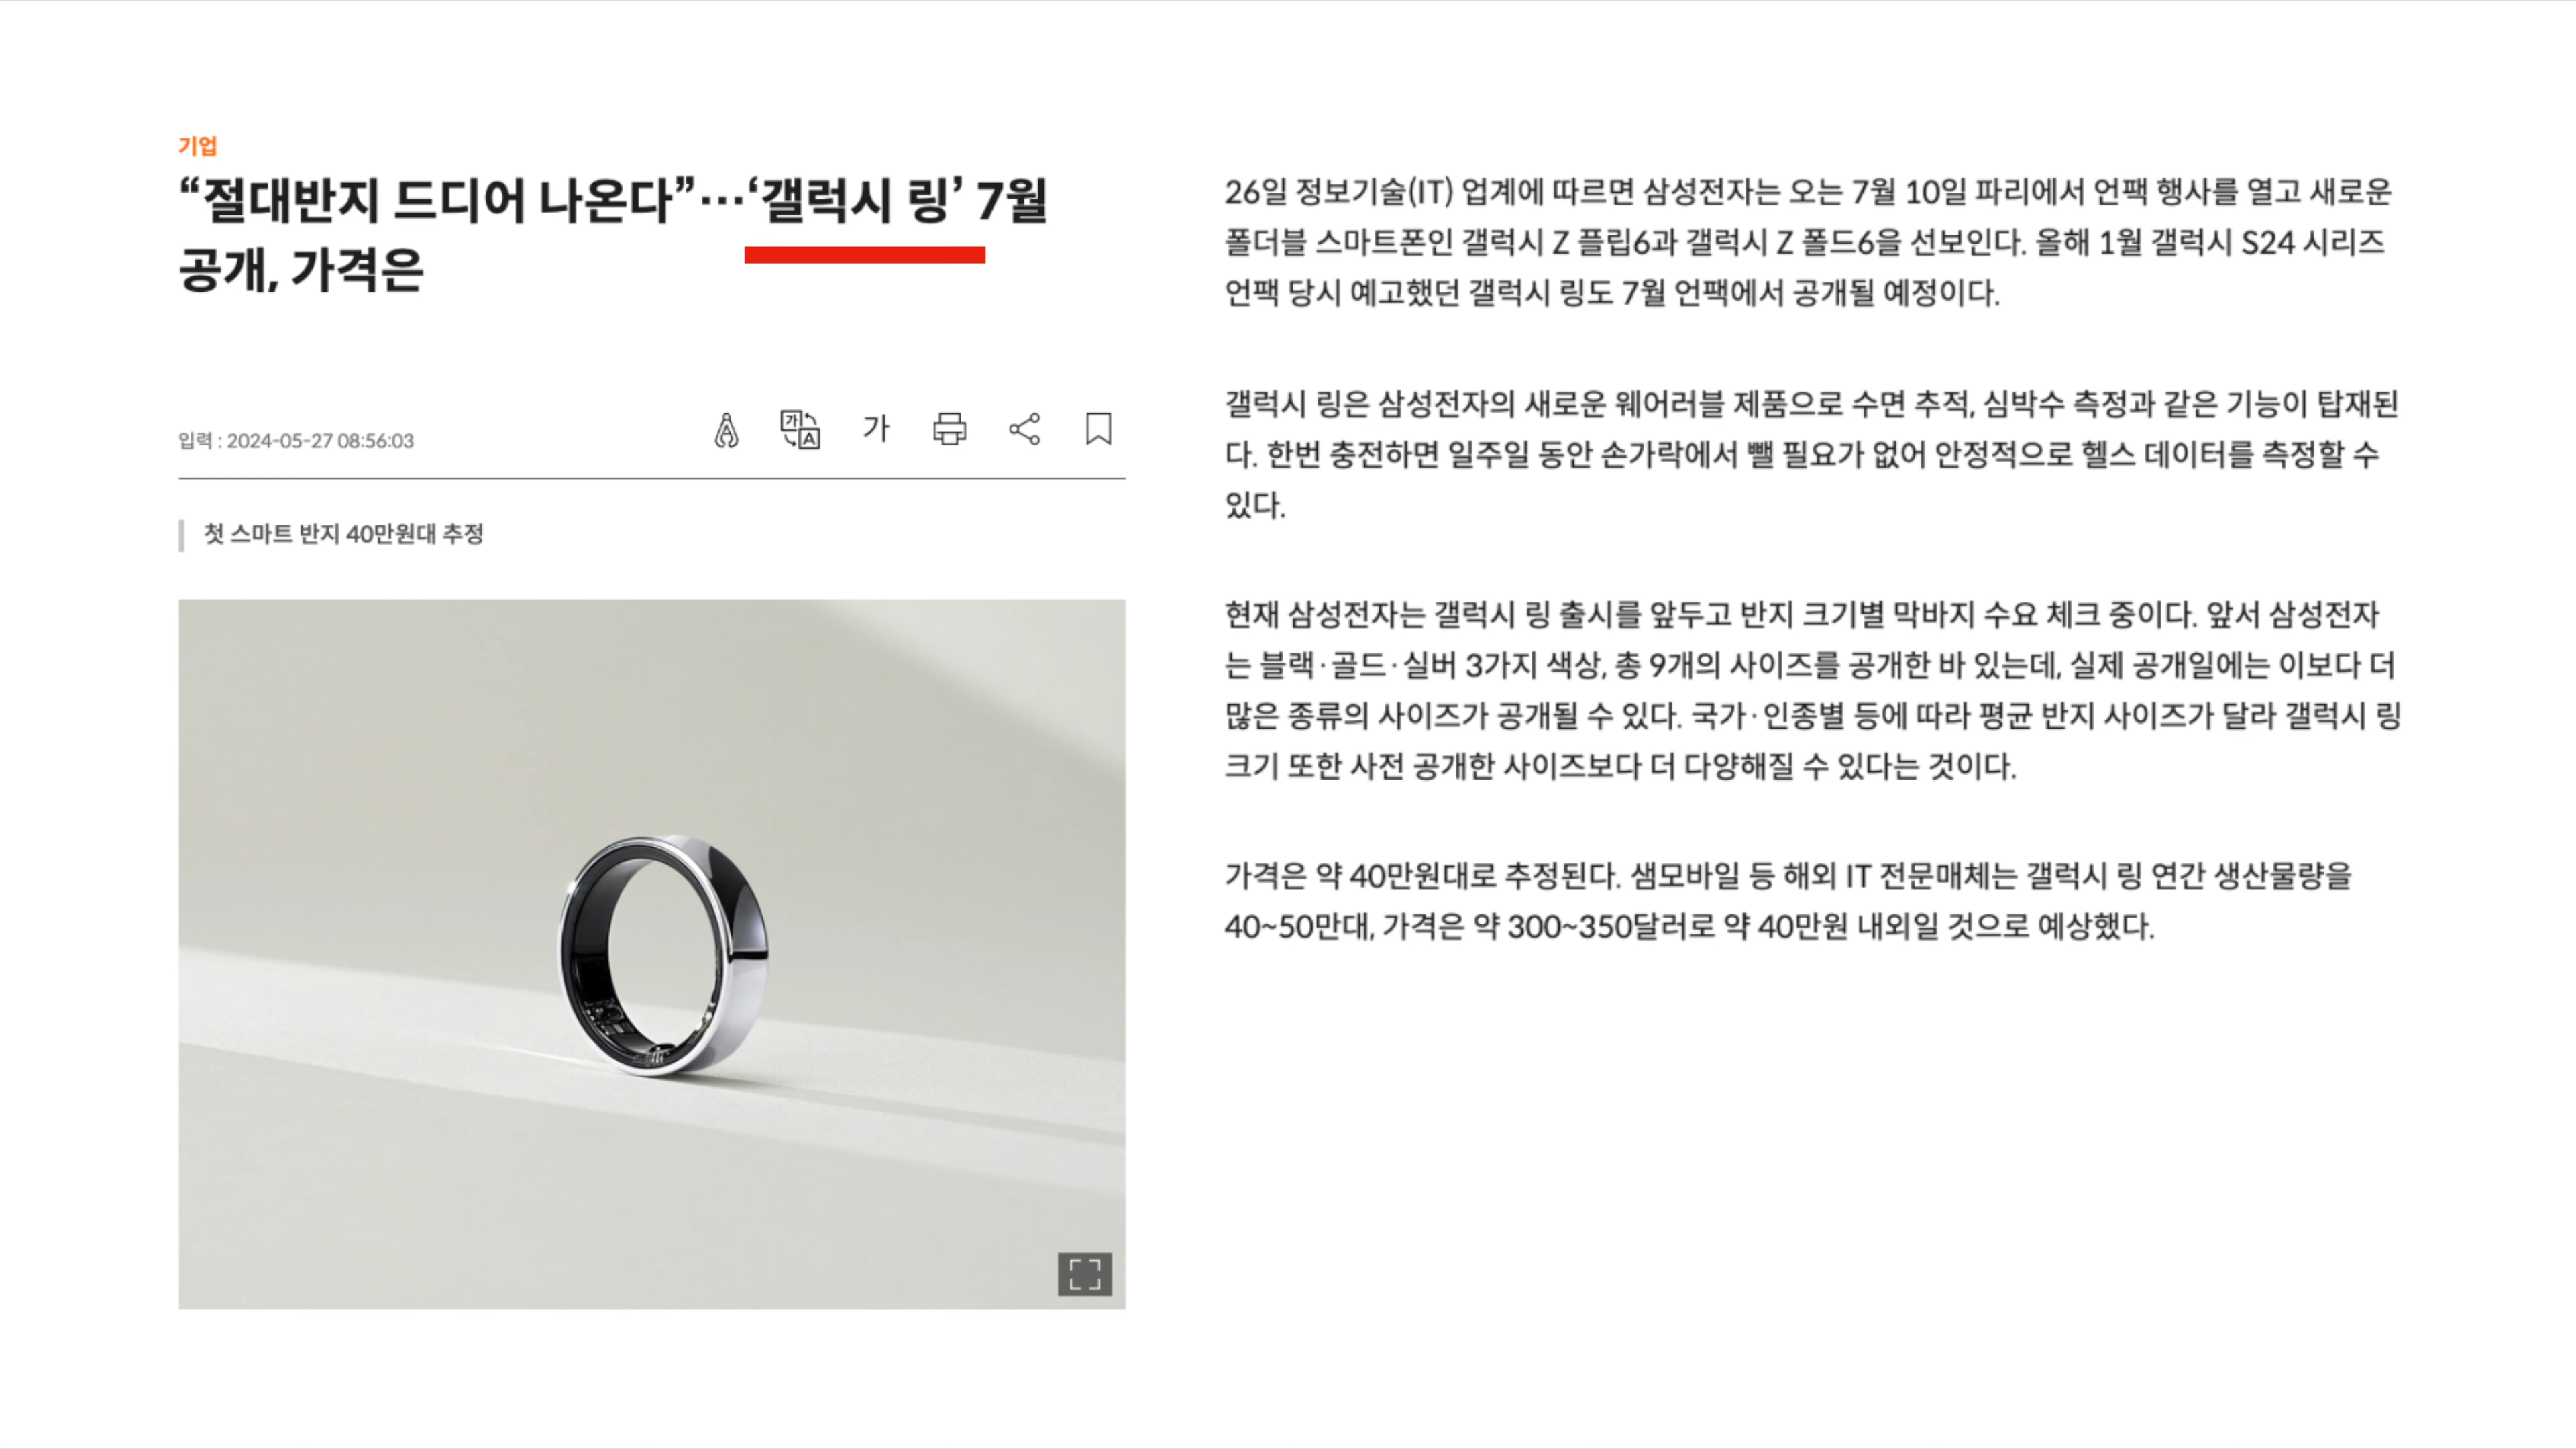 기업
“절대반지 드디어 나온다”…‘갤럭시 링’ 7월
공개, 가격은
입력 : 2024-05-27 08:56:03
가
A
가
첫 스마트 반지 40만원대 추정
26일 정보기술(IT) 업계에 따르면 삼성전자는 오는 7월 10일 파리에서 언팩 행사를 열고 새로운
폴더블 스마트폰인 갤럭시 Z 플립6과 갤럭시 Z 폴드6을 선보인다. 올해 1월 갤럭시 S24 시리즈
언팩 당시 예고했던 갤럭시 링도 7월 언팩에서 공개될 예정이다.
갤럭시 링은 삼성전자의 새로운 웨어러블 제품으로 수면 추적, 심박수 측정과 같은 기능이 탑재된
다. 한번 충전하면 일주일 동안 손가락에서 뺄 필요가 없어 안정적으로 헬스 데이터를 측정할 수
있다.
현재 삼성전자는 갤럭시 링 출시를 앞두고 반지 크기별 막바지 수요 체크 중이다. 앞서 삼성전자
는 블랙·골드·실버 3가지 색상, 총 9개의 사이즈를 공개한 바 있는데, 실제 공개일에는 이보다 더
많은 종류의 사이즈가 공개될 수 있다. 국가·인종별 등에 따라 평균 반지 사이즈가 달라 갤럭시 링
크기 또한 사전 공개한 사이즈보다 더 다양해질 수 있다는 것이다.
가격은 약 40만원대로 추정된다. 샘모바일 등 해외 IT 전문매체는 갤럭시 링 연간 생산물량을
40~50만대, 가격은 약 300~350달러로 약 40만원 내외일 것으로 예상했다.